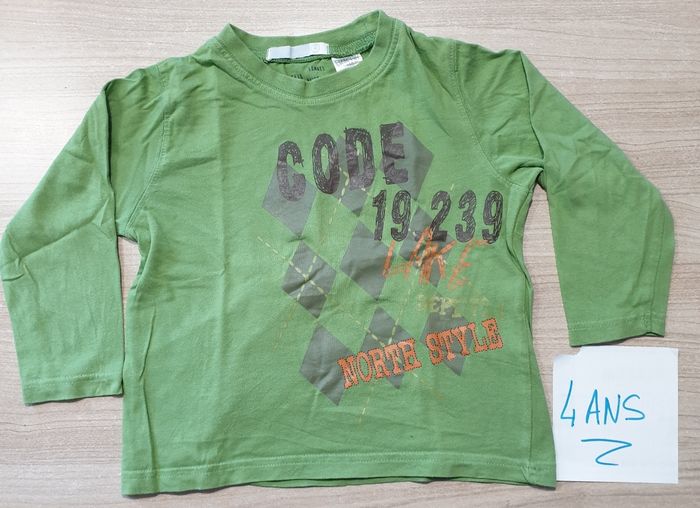 CODE
19.239
LAKE
NORTH STYLE
4 ANS